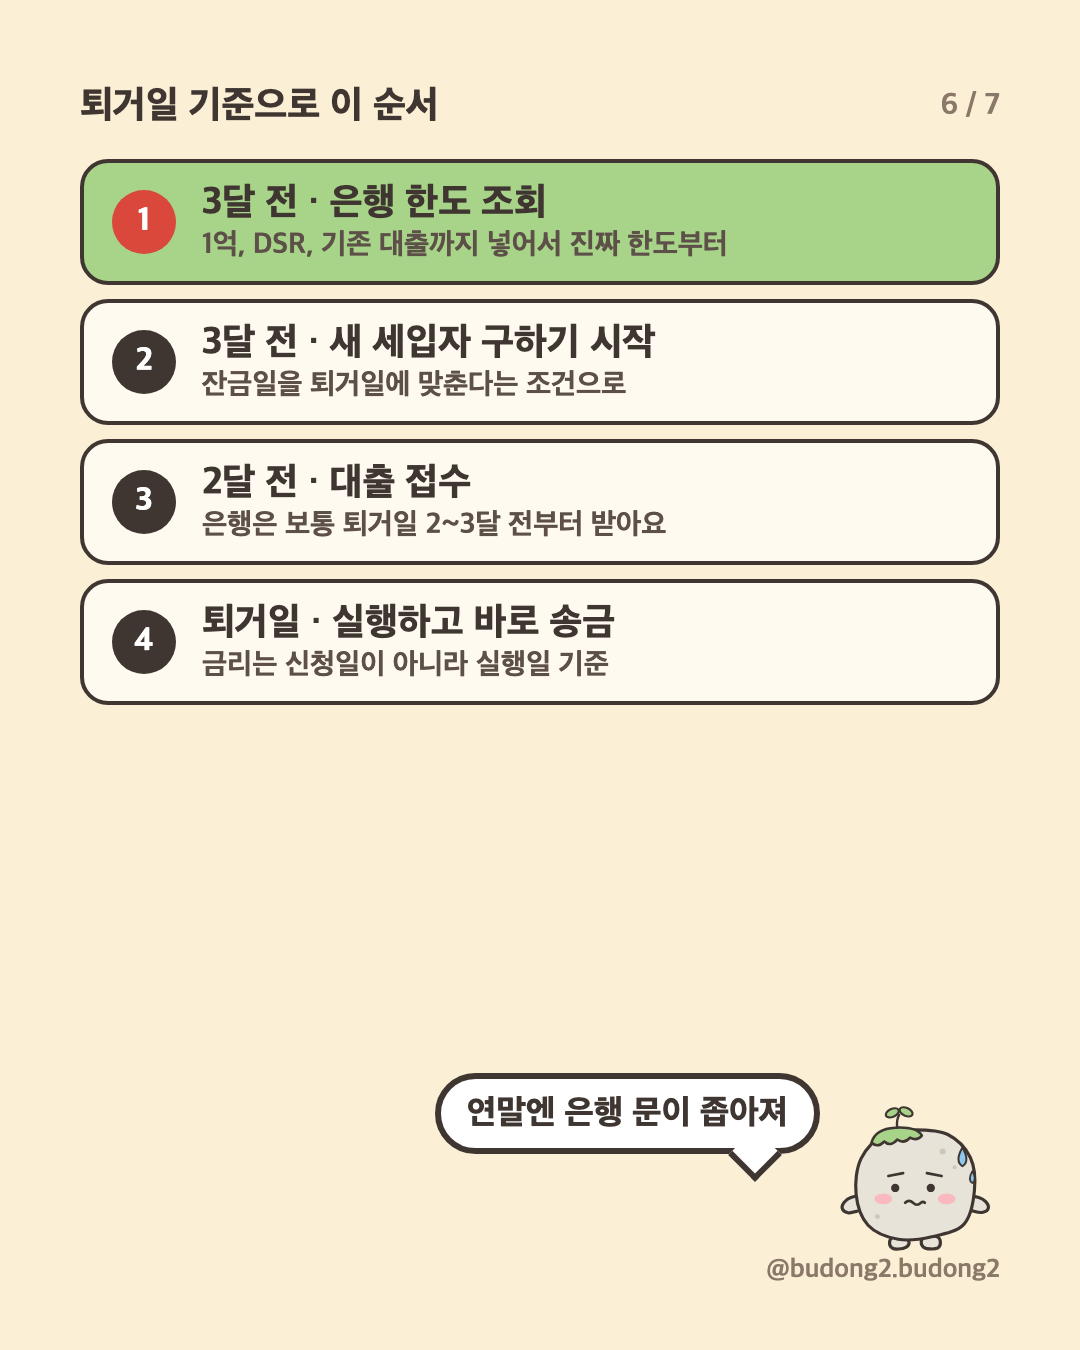 퇴거일 기준으로 이 순서
6 / 7
1
3달 전 · 은행 한도 조회
1억, DSR, 기존 대출까지 넣어서 진짜 한도부터
2
3달 전 · 새 세입자 구하기 시작
잔금일을 퇴거일에 맞춘다는 조건으로
3
2달 전 · 대출 접수
은행은 보통 퇴거일 2~3달 전부터 받아요
4
퇴거일 · 실행하고 바로 송금
금리는 신청일이 아니라 실행일 기준
연말엔 은행 문이 좁아져
@budong2.budong2